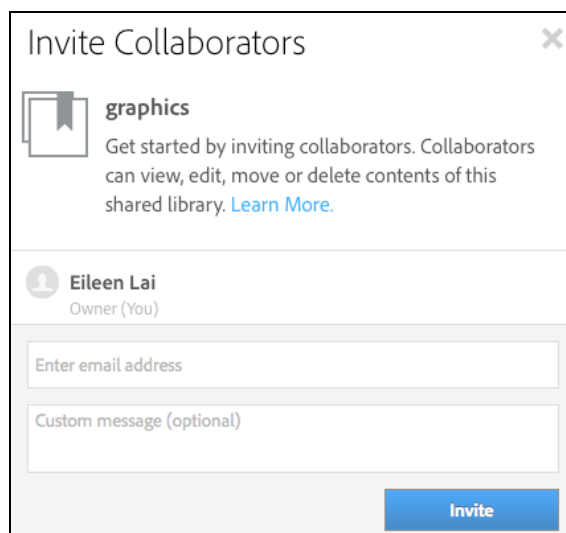 Invite Collaborators
graphics
Get started by inviting collaborators. Collaborators
can view, edit, move or delete contents of this
shared library. Learn More.
Eileen Lai
Owner (You)
Enter email address
Custom message (optional)
Invite